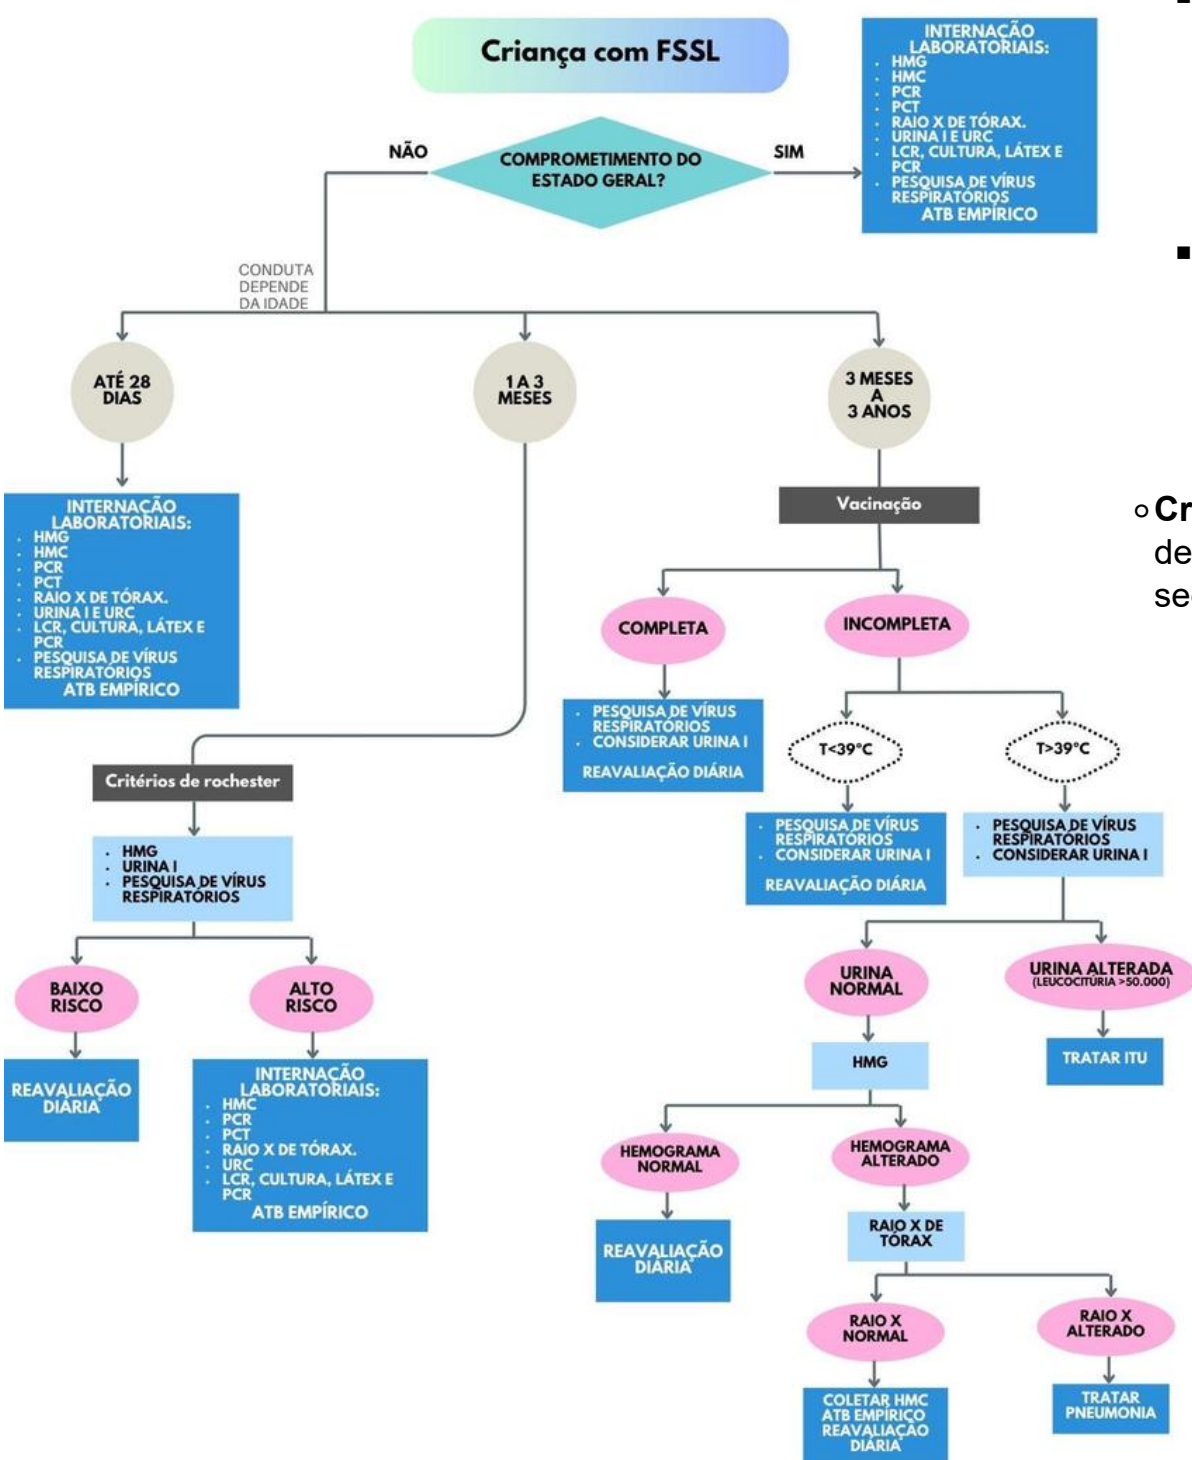 Criança com FSSL
COMPROMETIMENTO DO
ESTADO GERAL?
NÃO
SIM
INTERNAÇÃO
LABORATORIAIS:
. HMG
. HMC
. PCR
. PCT
. RAIO X DE TÓRAX.
. URINA I E URC
. LCR, CULTURA, LÁTEX E
PCR
. PESQUISA DE VÍRUS
RESPIRATÓRIOS
ATB EMPÍRICO
CONDUTA
DEPENDE
DA IDADE
ATÉ 28
DIAS
INTERNAÇÃO
LABORATORIAIS:
. HMG
. HMC
. PCR
. PCT
. RAIO X DE TÓRAX.
. URINA I E URC
. LCR, CULTURA, LÁTEX E
PCR
. PESQUISA DE VÍRUS
RESPIRATÓRIOS
ATB EMPÍRICO
1 A 3
MESES
Critérios de rochester
. HMG
. URINA I
. PESQUISA DE VÍRUS
RESPIRATÓRIOS
BAIXO
RISCO
REAVALIAÇÃO
DIÁRIA
ALTO
RISCO
INTERNAÇÃO
LABORATORIAIS:
. HMC
. PCR
. PCT
. RAIO X DE TÓRAX.
. URC
. LCR, CULTURA, LÁTEX E
PCR
ATB EMPÍRICO
3 MESES
A
3 ANOS
Vacinação
COMPLETA
. PESQUISA DE VÍRUS
RESPIRATÓRIOS
. CONSIDERAR URINA I
REAVALIAÇÃO DIÁRIA
INCOMPLETA
T<39°C
. PESQUISA DE VÍRUS
RESPIRATÓRIOS
. CONSIDERAR URINA I
REAVALIAÇÃO DIÁRIA
T>39°C
. PESQUISA DE VÍRUS
RESPIRATÓRIOS
. CONSIDERAR URINA I
URINA
NORMAL
HMG
URINA ALTERADA
(LEUCOCITÚRIA >50.000)
TRATAR ITU
HEMOGRAMA
NORMAL
REAVALIAÇÃO
DIÁRIA
HEMOGRAMA
ALTERADO
RAIO X DE
TÓRAX
RAIO X
NORMAL
COLETAR HMC
ATB EMPÍRICO
REAVALIAÇÃO
DIÁRIA
RAIO X
ALTERADO
TRATAR
PNEUMONIA
Cr
de